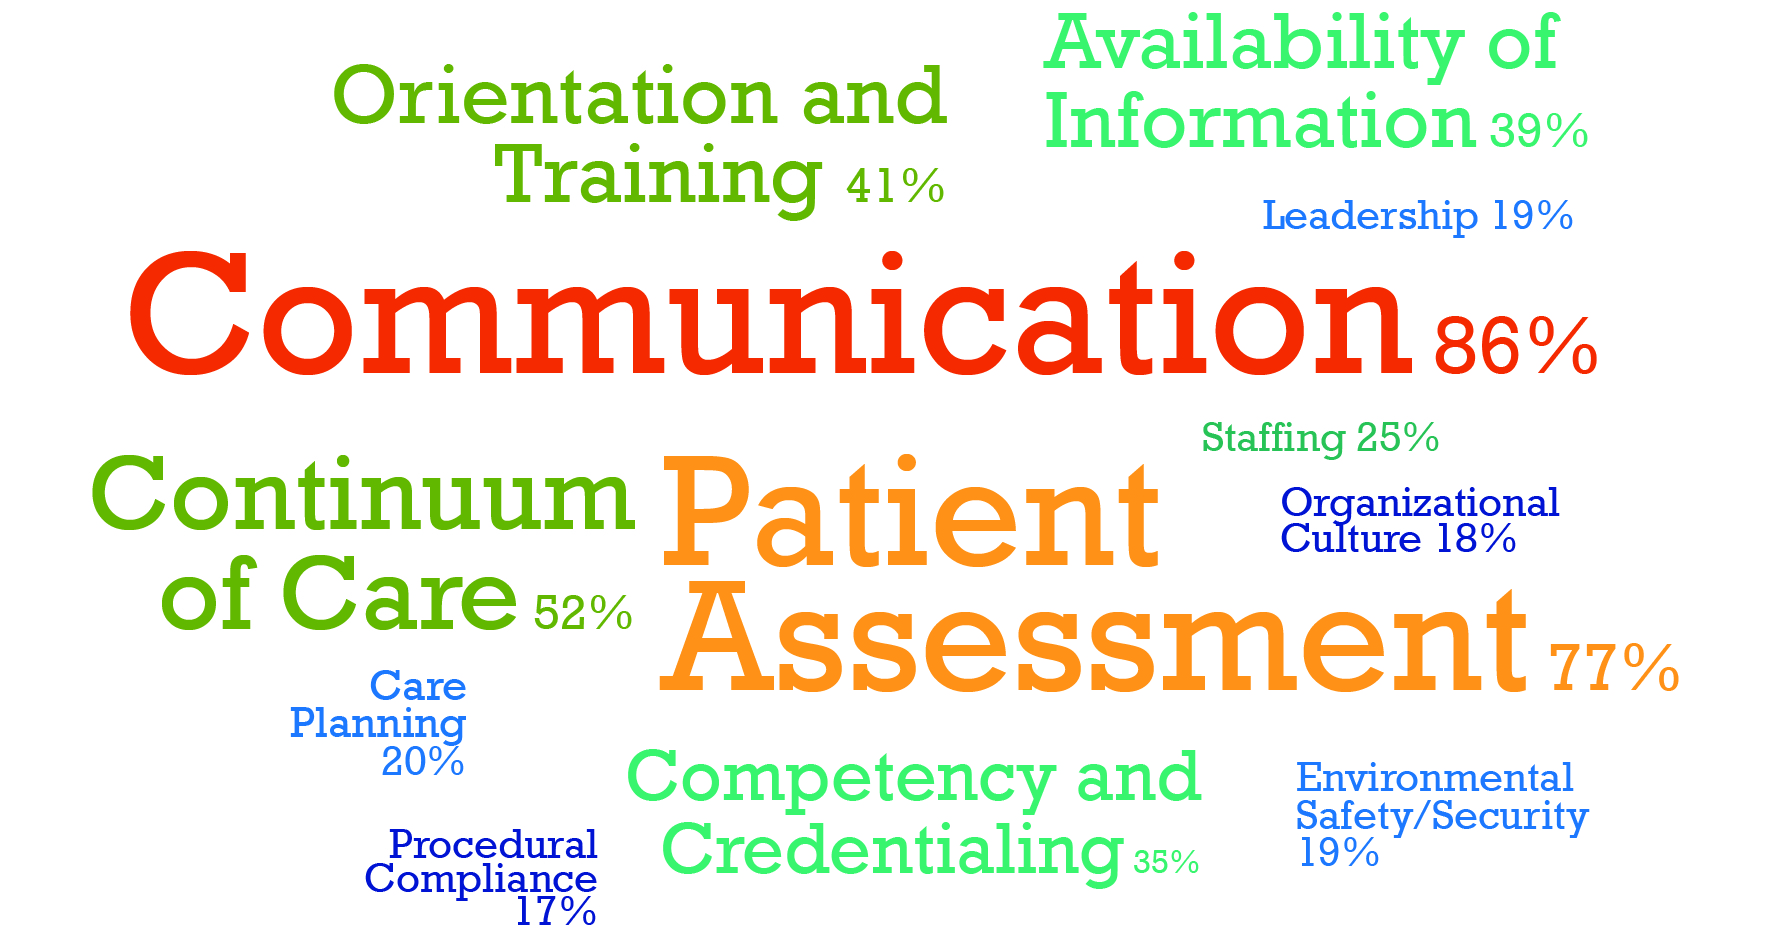 Availability of
Information 39%
Orientation and
Training 41%
Leadership 19%
Communication 86%
Staffing 25%
Continuum
of Care 52%
Patient
Assessment 77%
Organizational
Culture 18%
Care
Planning
20%
Competency and
Credentialing 35%
Environmental
Safety/Security
19%
Procedural
Compliance
17%